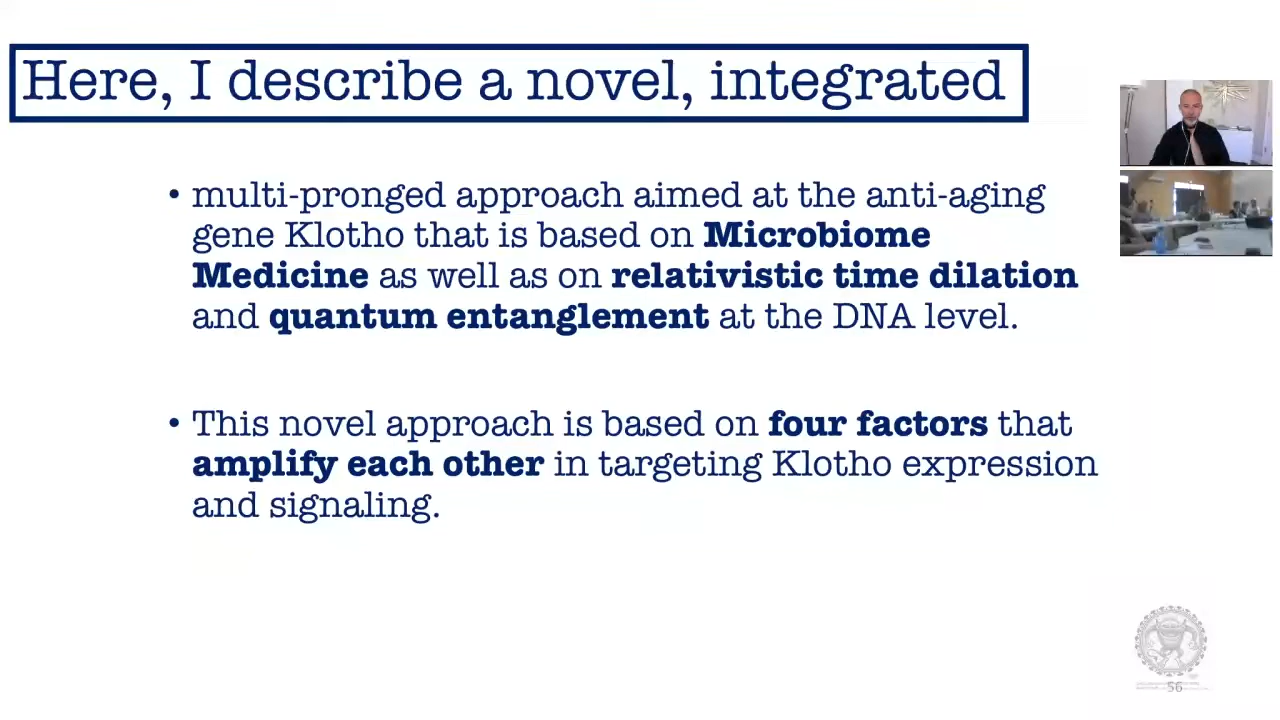 Here, I describe a novel, integrated
• multi-pronged approach aimed at the anti-aging
gene Klotho that is based on Microbiome
Medicine as well as on relativistic time dilation
and quantum entanglement at the DNA level.
• This novel approach is based on four factors that
amplify each other in targeting Klotho expression
and signaling.
56